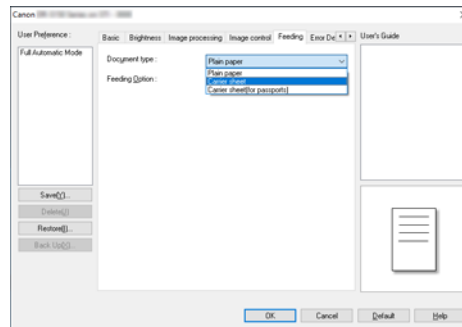 Canon
User Preference :
Full Automatic Mode
Save(Y)...
Delete(J)
Restore(I)...
Basic Brightness Image processing Image control Feeding Error De
Document type :
Plain paper
Plain paper
Carrier sheet
Carrier sheet(for passports)
Feeding Option :
User's Guide
OK Cancel Default Help